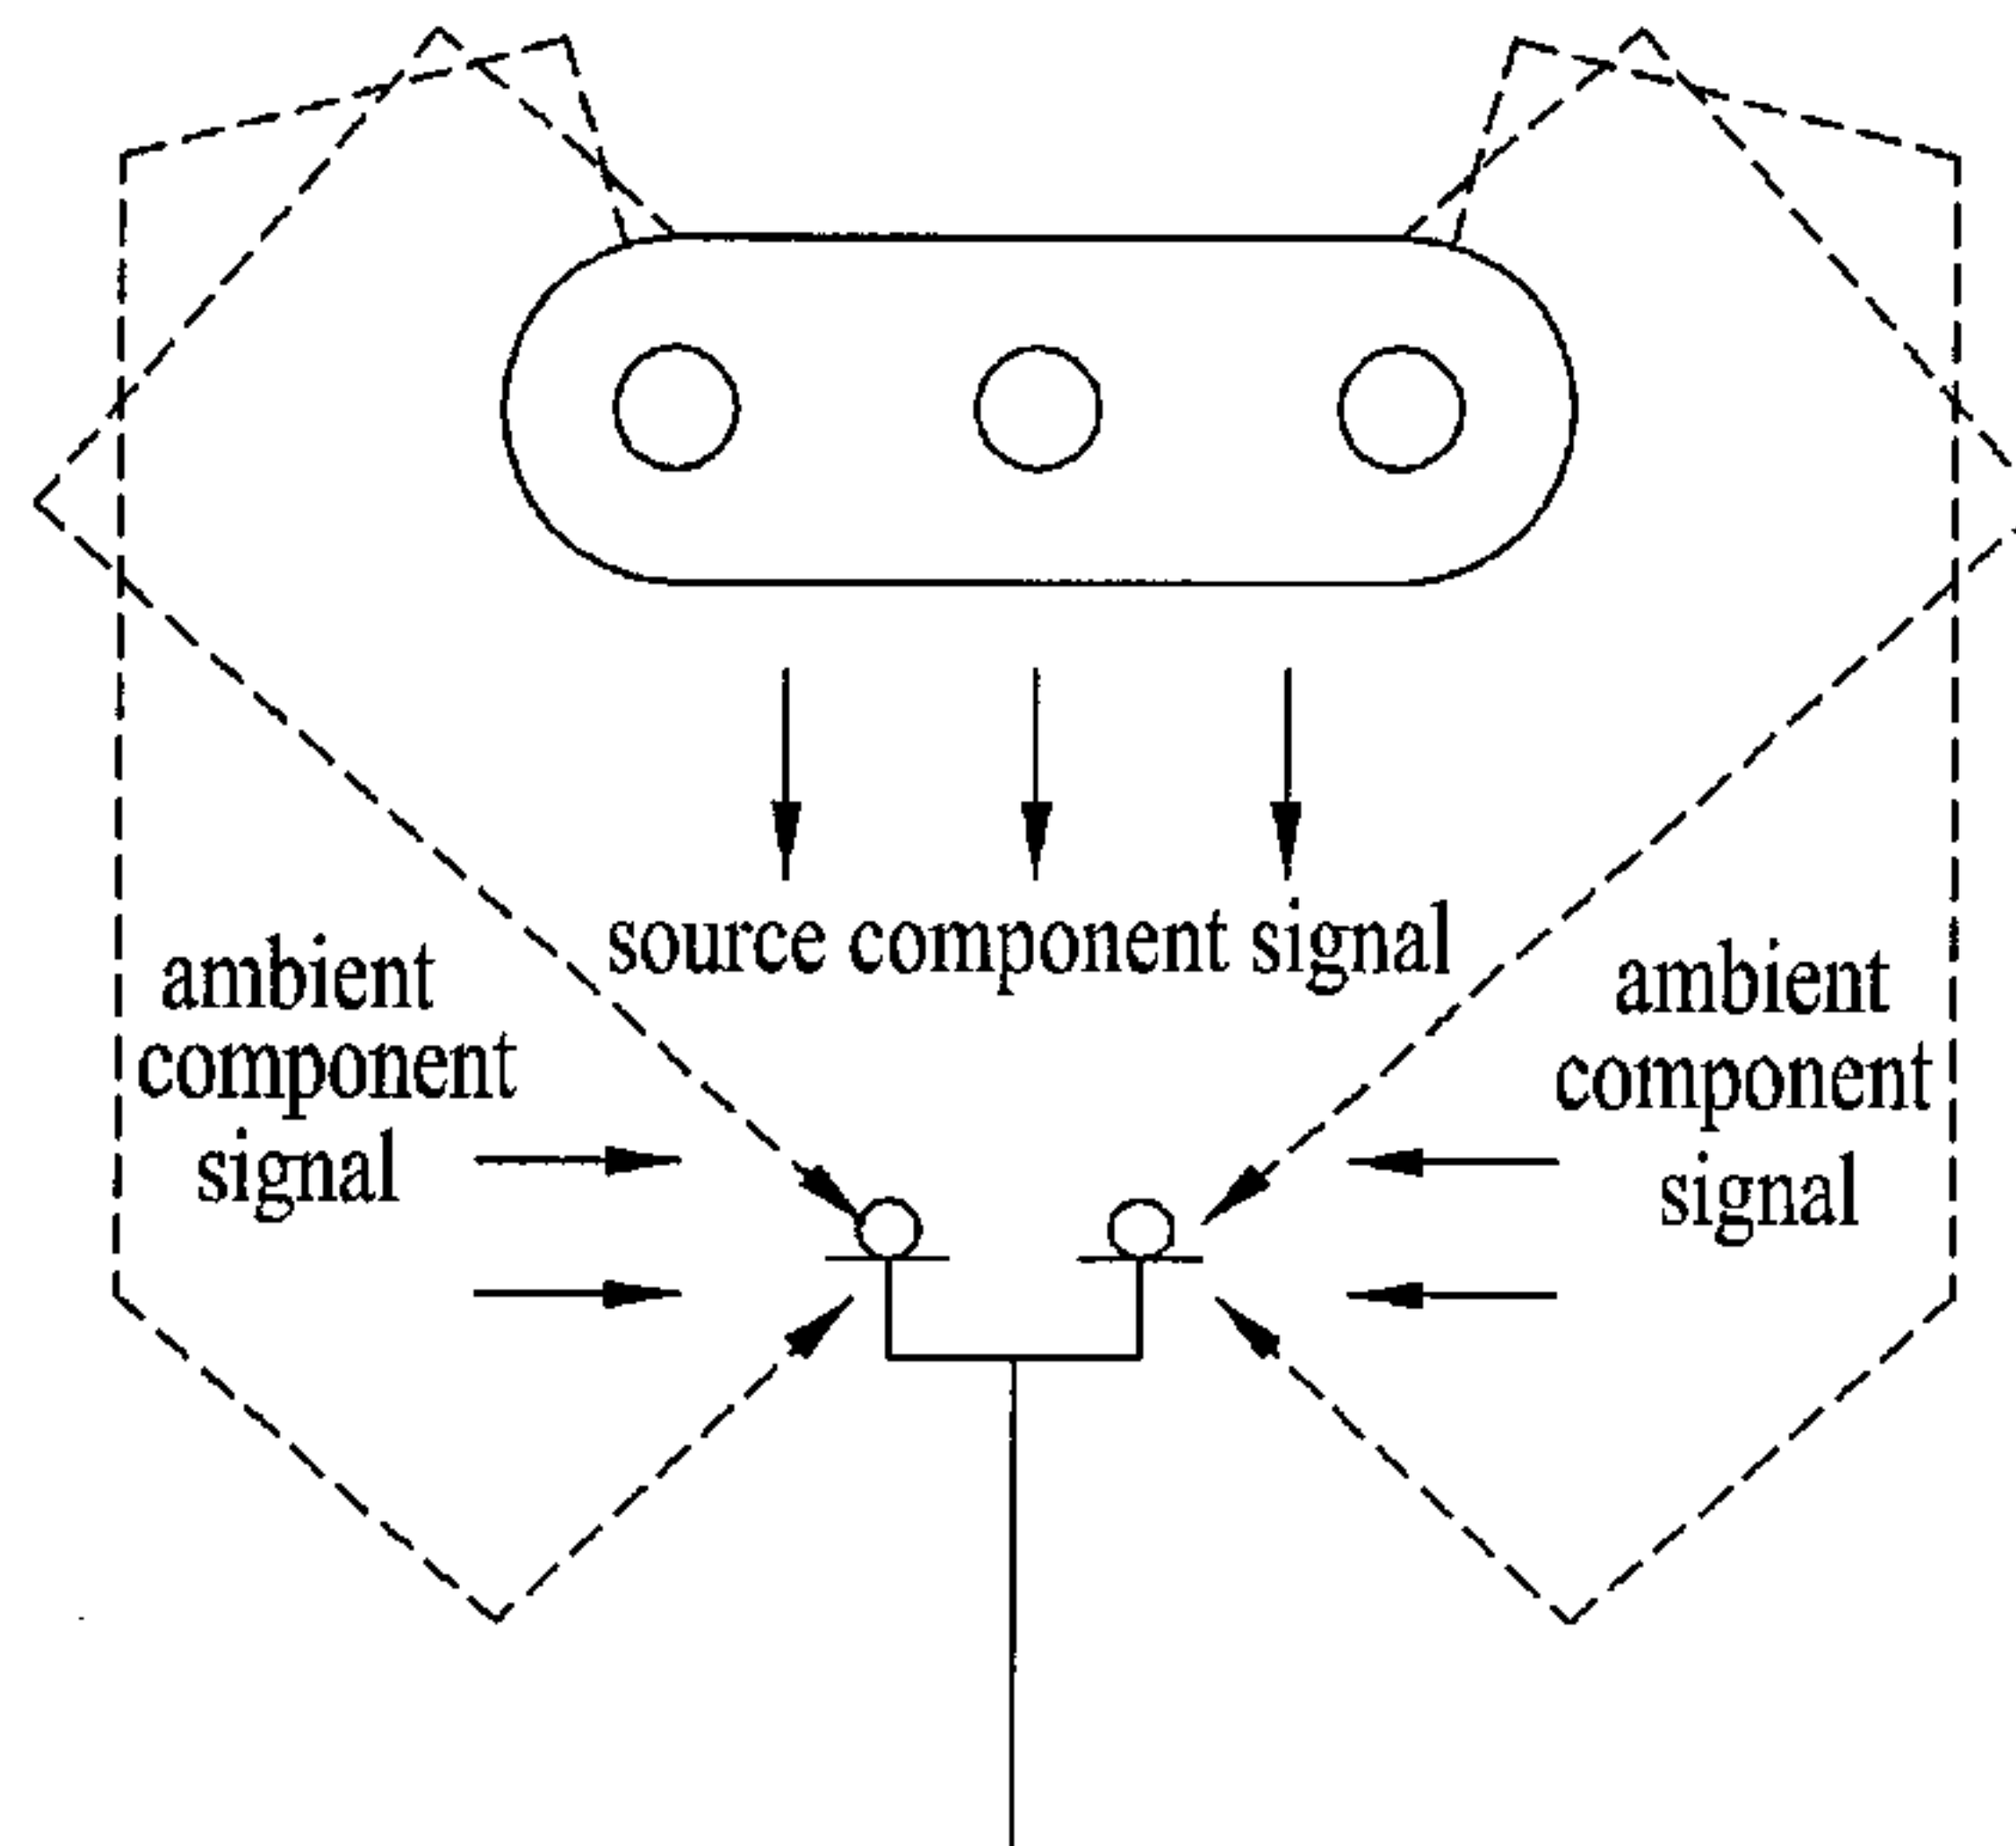 source component signal
ambient
component
signal
ambient
component
signal